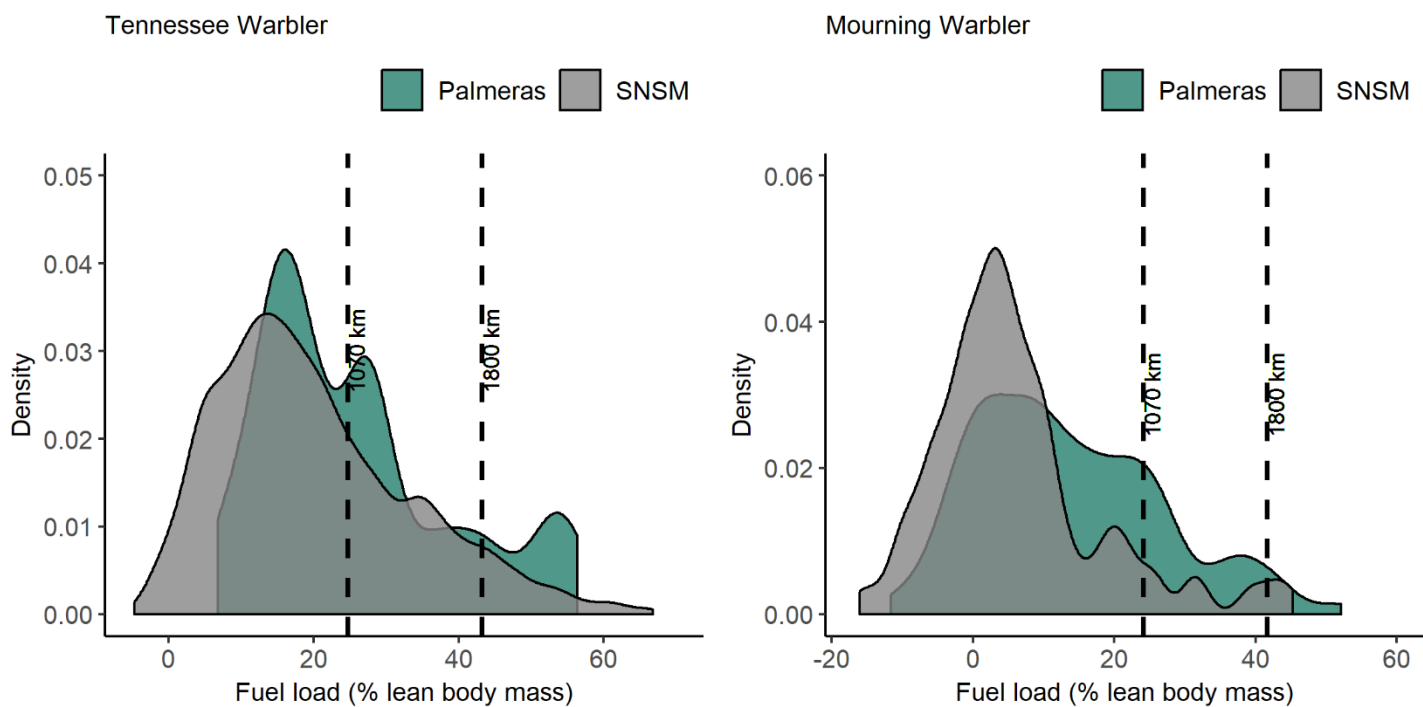 Tennessee Warbler
Palmeras SNSM
0.05
0.04
0.03
0.02
0.01
0.00
Density
1070 km
1800 km
0 20 40 60
Fuel load (% lean body mass)
Mourning Warbler
Palmeras SNSM
0.06
0.04
0.02
0.00
Density
1070 km
1800 km
-20 0 20 40 60
Fuel load (% lean body mass)